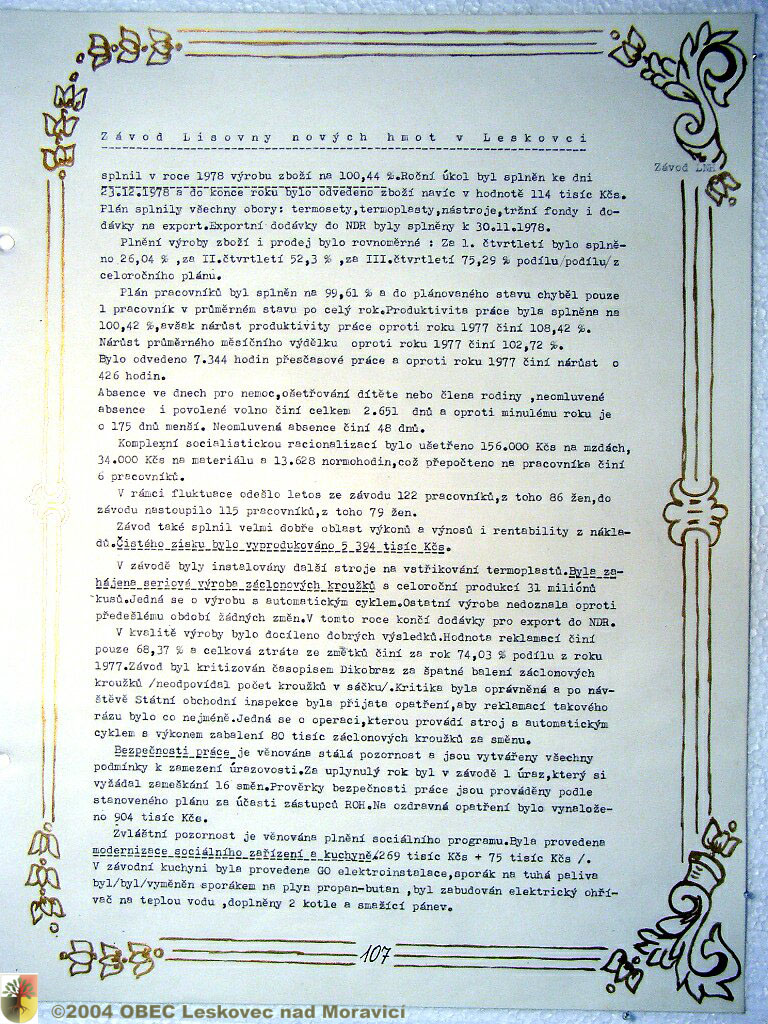 Závod Lisovny nových hmot v Leskovci
Závod LNH
splnil v roce 1978 výrobu zboží na 100,44 %.Roční úkol byl splněn ke dni
23.12.1978 a do konce roku bylo odvedeno zboží navíc v hodnotě 114 tisíc Kčs.
Plán splnily všechny obory: termosety,termoplasty,nástroje,tržní fondy i do-
dávky na export.Exportní dodávky do NDR byly splněny k 30.11.1978.
Plnění výroby zboží i prodej bylo rovnoměrné : Za 1. čtvrtletí bylo splně-
no 26,04 % ,za II.čtvrtletí 52,3 % ,za III.čtvrtletí 75,29 % podílu/podílu/z
celoročního plánu.
Plán pracovníků byl splněn na 99,61 % a do plánovaného stavu chyběl pouze
1 pracovník v průměrném stavu po celý rok.Produktivita práce byla splněna na
100,42 %,avšak nárůst produktivity práce oproti roku 1977 činí 108,42 %.
Nárůst průměrného měsíčního výdělku oproti roku 1977 činí 102,72 %.
Bylo odvedeno 7.344 hodin přesčasové práce a oproti roku 1977 činí nárůst o
426 hodin.
Absence ve dnech pro nemoc,ošetřování dítěte nebo člena rodiny ,neomluvené
absence i povolené volno činí celkem 2.651 dnů a oproti minulému roku je
o 175 dnů menší. Neomluvená absence činí 48 dnů.
Komplexní socialistickou racionalizací bylo ušetřeno 156.000 Kčs na mzdách,
34.000 Kčs na materiálu a 13.628 normohodin,což přepočteno na pracovníka činí
6 pracovníků.
V rámci fluktuace odešlo letos ze závodu 122 pracovníků,z toho 86 žen,do
závodu nastoupilo 115 pracovníků,z toho 79 žen.
Závod také splnil velmi dobře oblast výkonů a výnosů i rentability z nákla-
dů.Čistého zisku bylo vyprodukováno 5 394 tisíc Kčs.
V závodě byly instalovány další stroje na vstřikování termoplastů.Byla za-
hájena seriová výroba záclonových kroužků s celoroční produkcí 31 miliónů
kusů.Jedná se o výrobu s automatickým cyklem.Ostatní výroba nedoznala oproti
předešlému období žádných změn.V tomto roce končí dodávky pro export do NDR.
V kvalitě výroby bylo docíleno dobrých výsledků.Hodnota reklamací činí
pouze 68,37 % a celková ztráta ze změtků činí za rok 74,03 % podílu z roku
1977.Závod byl kritizován časopisem Dikobraz za špatné balení záclonových
kroužků /neodpovídal počet kroužků v sáčku/.Kritika byla oprávněná a po náv-
štěvě Státní obchodní inspekce byla přijata opatření,aby reklamací takového
rázu bylo co nejméně.Jedná se o operaci,kterou provádí stroj s automatickým
cyklem s výkonem zabalení 80 tisíc záclonových kroužků za směnu.
Bezpečnosti práce je věnována stálá pozornost a jsou vytvářeny všechny
podmínky k zamezení úrazovosti.Za uplynulý rok byl v závodě 1 úraz,který si
vyžádal zameškání 16 směn.Prověrky bezpečnosti práce jsou prováděny podle
stanoveného plánu za účasti zástupců ROH.Na ozdravná opatření bylo vynalože-
no 904 tisíc Kčs.
Zvláštní pozornost je věnována plnění sociálního programu.Byla provedena
modernizace sociálního zařízení a kuchyně/269 tisíc Kčs + 75 tisíc Kčs /.
V závodní kuchyni byla provedena GO elektroinstalace,sporák na tuhá paliva
byl/byl/vyměněn sporákem na plyn propan-butan ,byl zabudován elektrický ohří-
vač na teplou vodu ,doplněny 2 kotle a smažící pánev.
107
©2004 OBEC Leskovec nad Moravicí